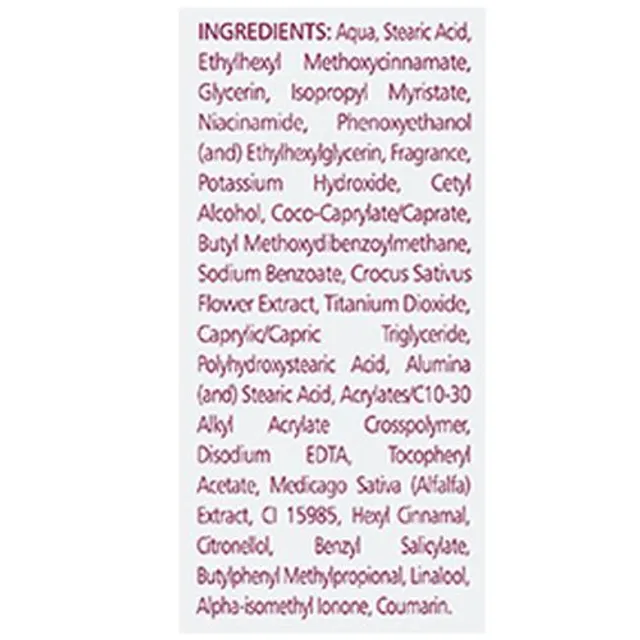 INGREDIENTS: Aqua, Stearic Acid,
Ethylhexyl Methoxycinnamate,
Glycerin, Isopropyl Myristate,
Niacinamide, Phenoxyethanol
(and) Ethylhexylglycerin, Fragrance,
Potassium Hydroxide, Cetyl
Alcohol, Coco-Caprylate/Caprate,
Butyl Methoxydibenzoylmethane,
Sodium Benzoate, Crocus Sativus
Flower Extract, Titanium Dioxide,
Caprylic/Capric Triglyceride,
Polyhydroxystearic Acid, Alumina
(and) Stearic Acid, Acrylates/C10-30
Alkyl Acrylate Crosspolymer,
Disodium EDTA, Tocopheryl
Acetate, Medicago Sativa (Alfalfa)
Extract, CI 15985, Hexyl Cinnamal,
Citronellol, Benzyl Salicylate,
Butylphenyl Methylpropional, Linalool,
Alpha-isomethyl Ionone, Coumarin.